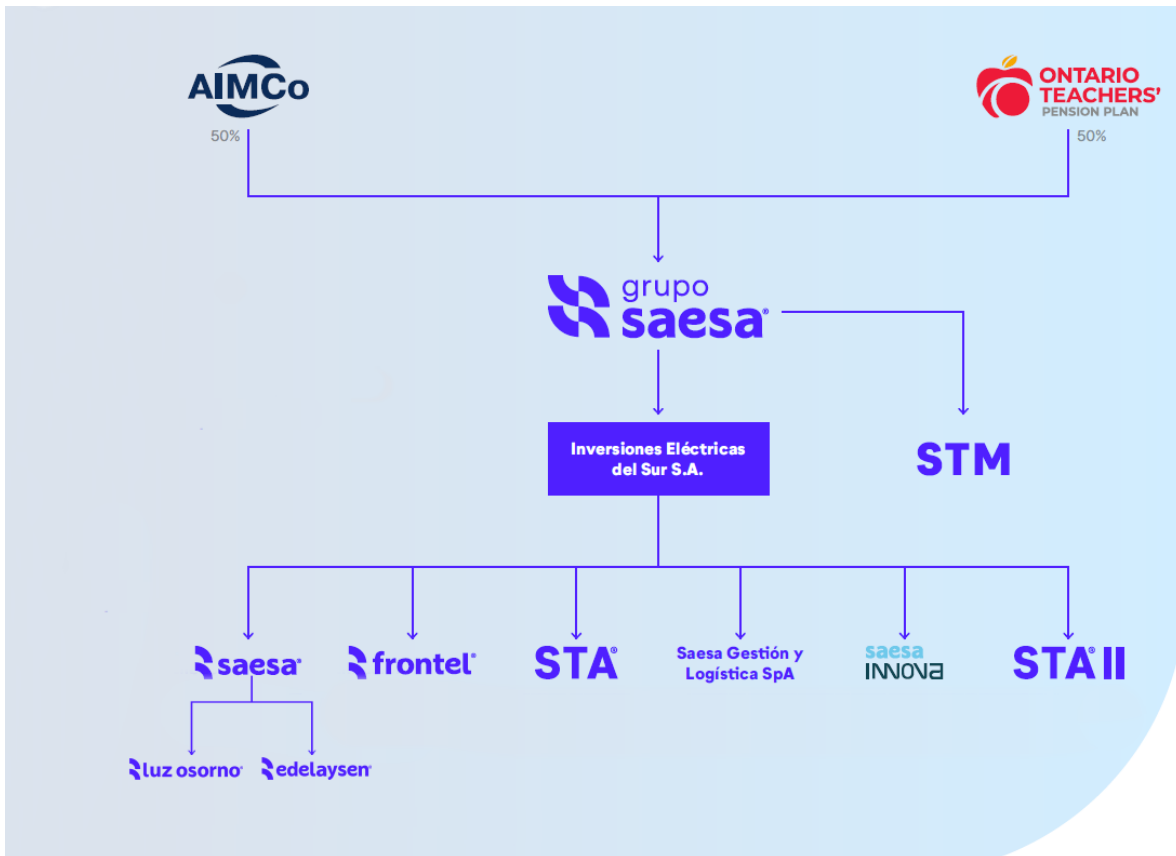 AIMCo
ONTARIO
TEACHERS'
PENSION PLAN
50%
50%
grupo
saesa®
Inversiones Eléctricas
del Sur S.A.
STM
saesa®
frontel®
STA®
Saesa Gestión y
Logística SpA
saesa
INNOVA
STA® II
luz osorno®
edelaysen®